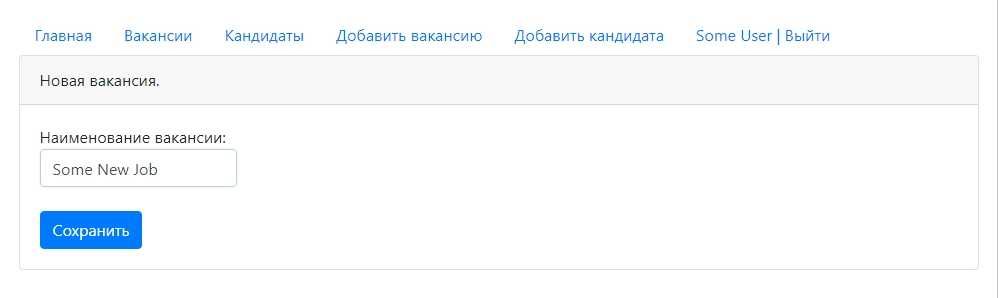 Главная Вакансии Кандидаты Добавить вакансию Добавить кандидата Some User | Выйти
Новая вакансия.
Наименование вакансии:
Some New Job
Сохранить